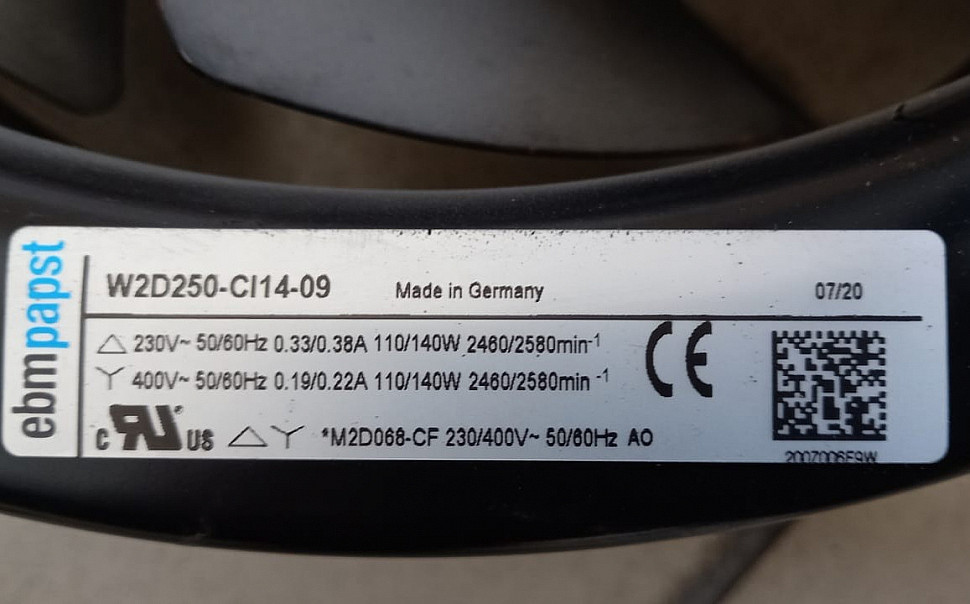 ebmpapst
W2D250-CI14-09 Made in Germany 07/20
△ 230V~ 50/60Hz 0.33/0.38A 110/140W 2460/2580min-1
Y 400V~ 50/60Hz 0.19/0.22A 110/140W 2460/2580min -1
CE
c RU US △ Y *M2D068-CF 230/400V~ 50/60Hz AO